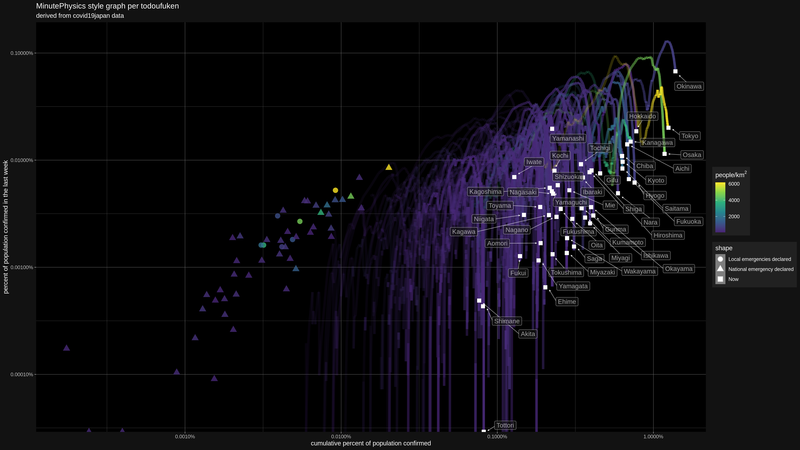 MinutePhysics style graph per todoufuken
derived from covid19japan data
0.10000%
Okinawa
Hokkaido
Tokyo
Yamanashi
Kanagawa
Tochigi
0.01000%
Kochi
Osaka
Iwate
Chiba
Aichi
Shizuoka
Gifu
Kyoto
Kagoshima
Nagasaki
Ibaraki
Hyogo
Yamaguchi
Mie
Toyama
Shiga
Saitama
Niigata
Nara
Fukuoka
Kagawa
Nagano
Fukushima
Gunma
Hiroshima
Aomori
Oita
Kumamoto
Ishikawa
Saga
Miyagi
0.00100%
Fukui
Tokushima
Miyazaki
Wakayama
Okayama
Yamagata
Ehime
Shimane
Akita
0.00010%
Tottori
0.0010%
0.0100%
0.1000%
1.0000%
cumulative percent of population confirmed
percent of population confirmed in the last week
people/km²
6000
4000
2000
shape
Local emergencies declared
National emergency declared
Now